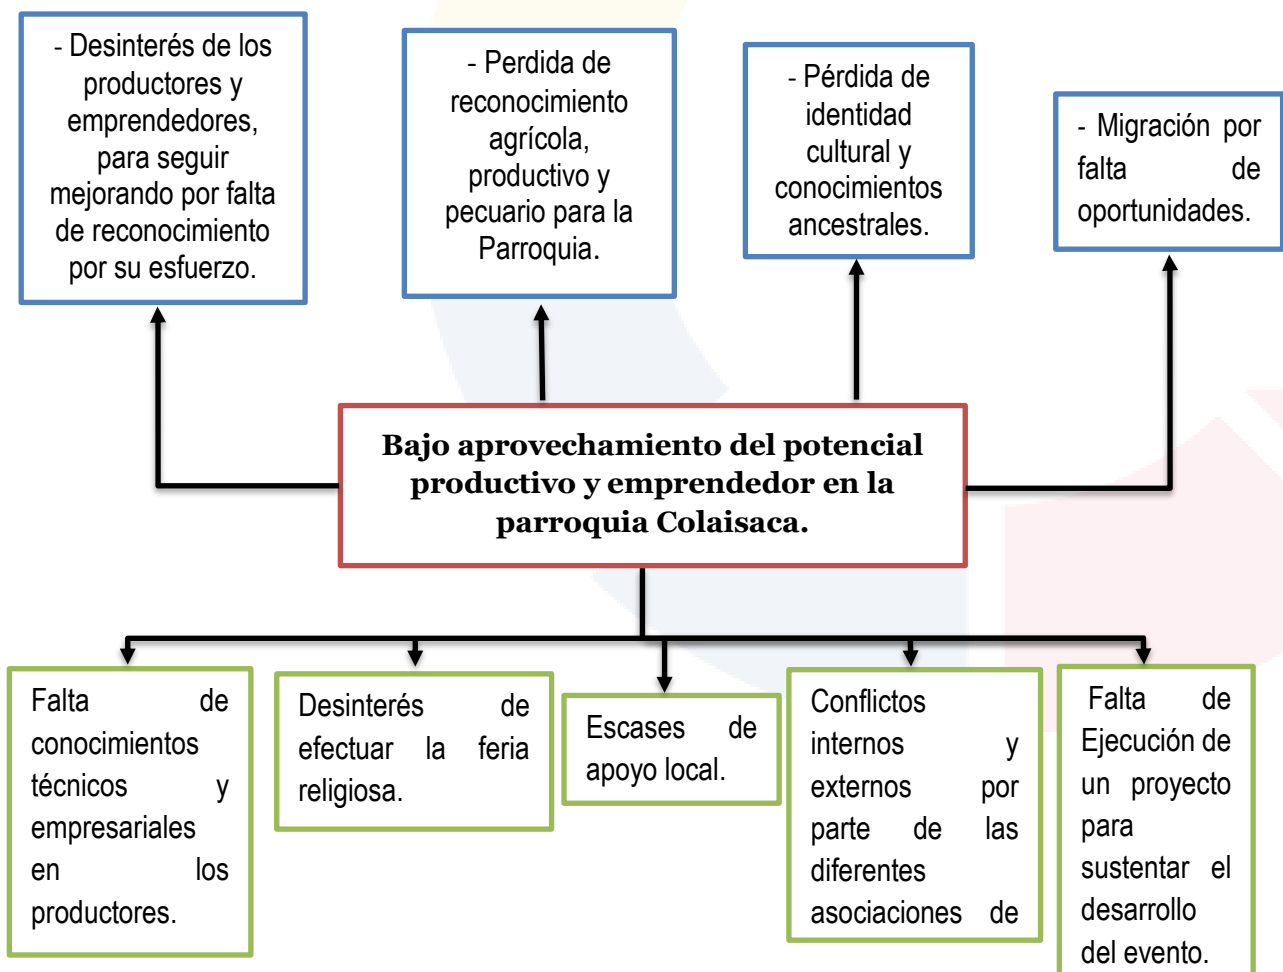 - Desinterés de los
productores y
emprendedores,
para seguir
mejorando por falta
de reconocimiento
por su esfuerzo.
- Perdida de
reconocimiento
agrícola,
productivo y
pecuario para la
Parroquia.
- Pérdida de
identidad
cultural y
conocimientos
ancestrales.
- Migración por
falta de
oportunidades.
Bajo aprovechamiento del potencial
productivo y emprendedor en la
parroquia Colaisaca.
Falta de
conocimientos
técnicos y
empresariales
en los
productores.
Desinterés de
efectuar la feria
religiosa.
Escases de
apoyo local.
Conflictos
internos y
externos por
parte de las
diferentes
asociaciones de
Falta de
Ejecución de
un proyecto
para
sustentar el
desarrollo
del evento.